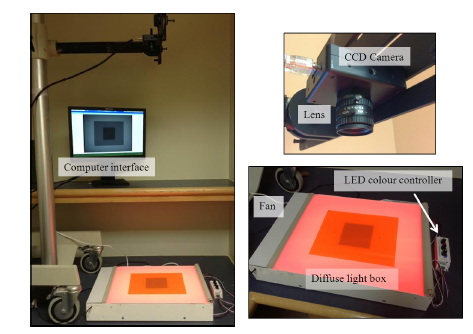 Computer interface
CCD Camera
Lens
LED colour controller
Fan
Diffuse light box